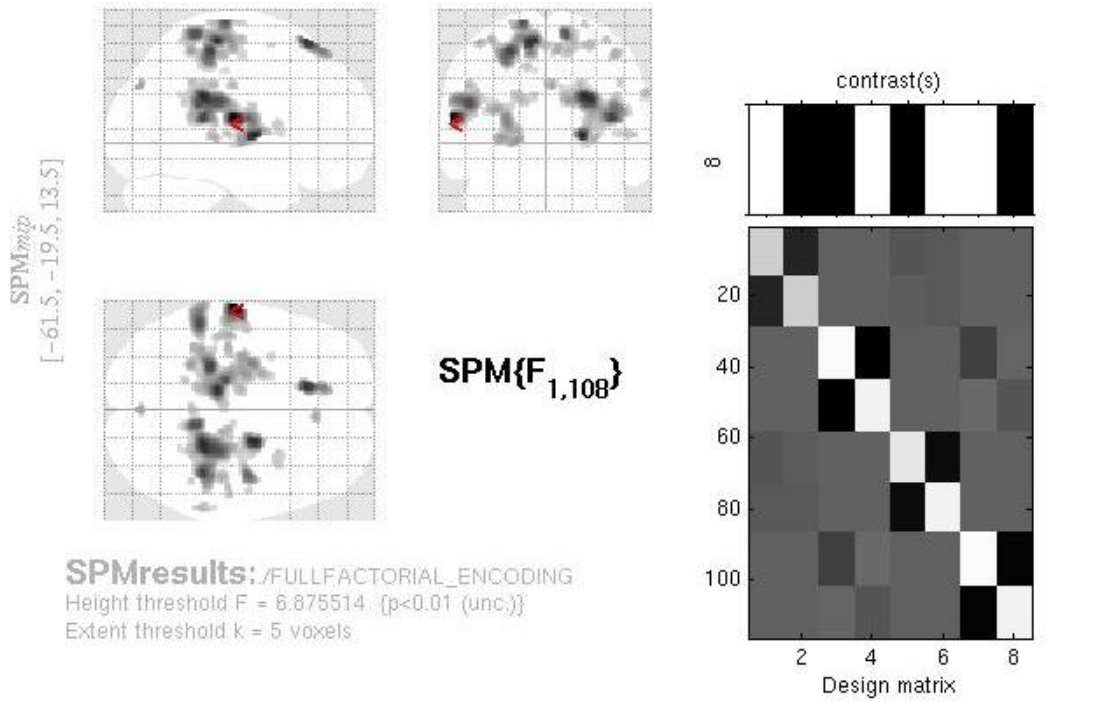 SPMmip
[-61.5, -19.5, 13.5]
SPM{F1,108}
SPMresults:./FULLFACTORIAL_ENCODING
Height threshold F = 6.875514 {p<0.01 (unc.)}
Extent threshold k = 5 voxels
contrast(s)
8
20
40
60
80
100
2 4 6 8
Design matrix